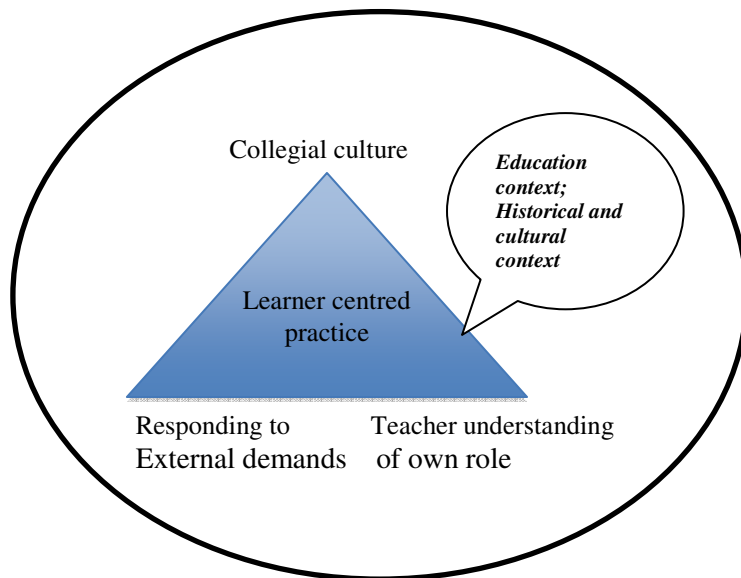 Collegial culture
Education
context;
Historical and
cultural
context
Learner centred
practice
Responding to
External demands
Teacher understanding
of own role